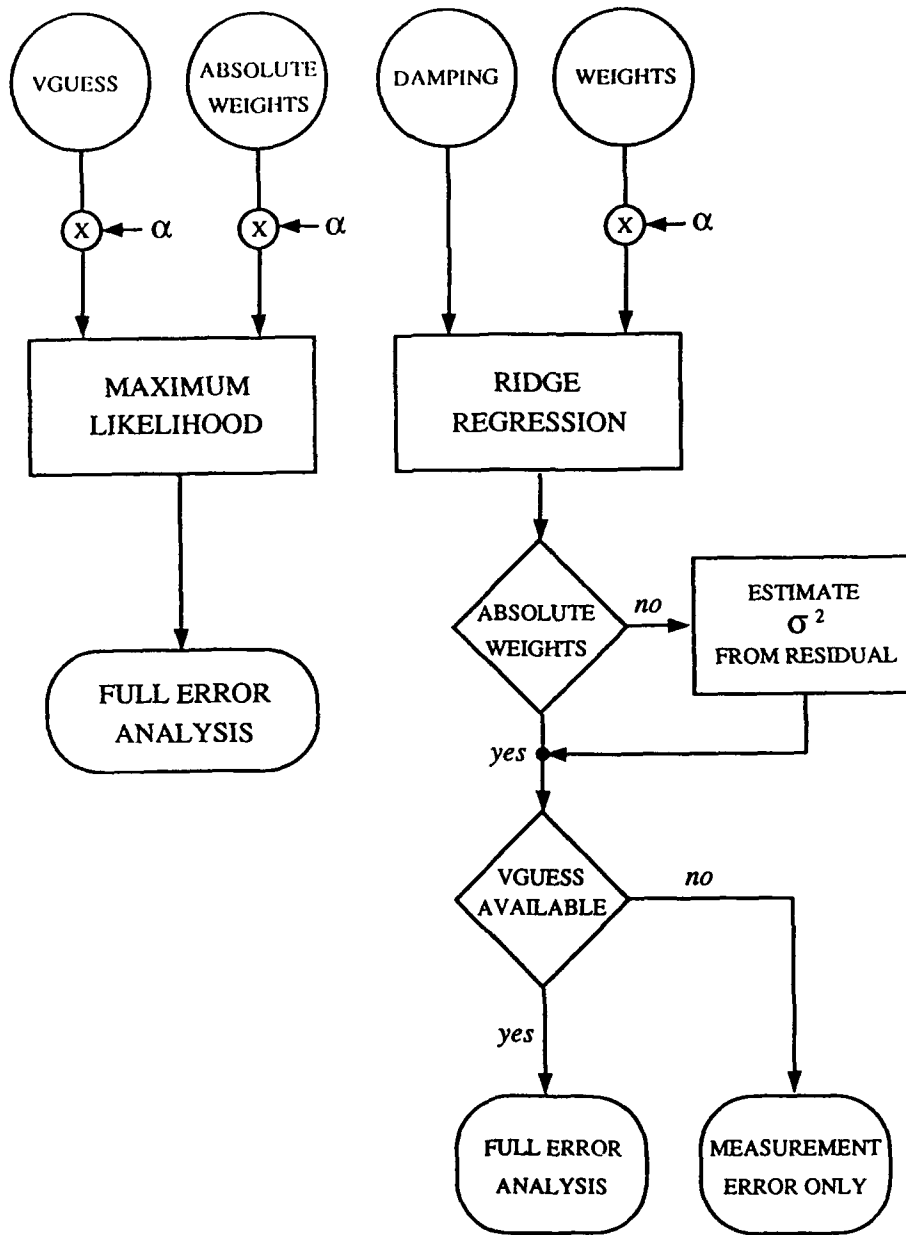 VGUESS
ABSOLUTE
WEIGHTS
DAMPING
WEIGHTS
X
α
X
α
X
α
MAXIMUM
LIKELIHOOD
RIDGE
REGRESSION
ABSOLUTE
WEIGHTS
no
ESTIMATE
σ²
FROM RESIDUAL
FULL ERROR
ANALYSIS
yes
VGUESS
AVAILABLE
no
yes
FULL ERROR
ANALYSIS
MEASUREMENT
ERROR ONLY